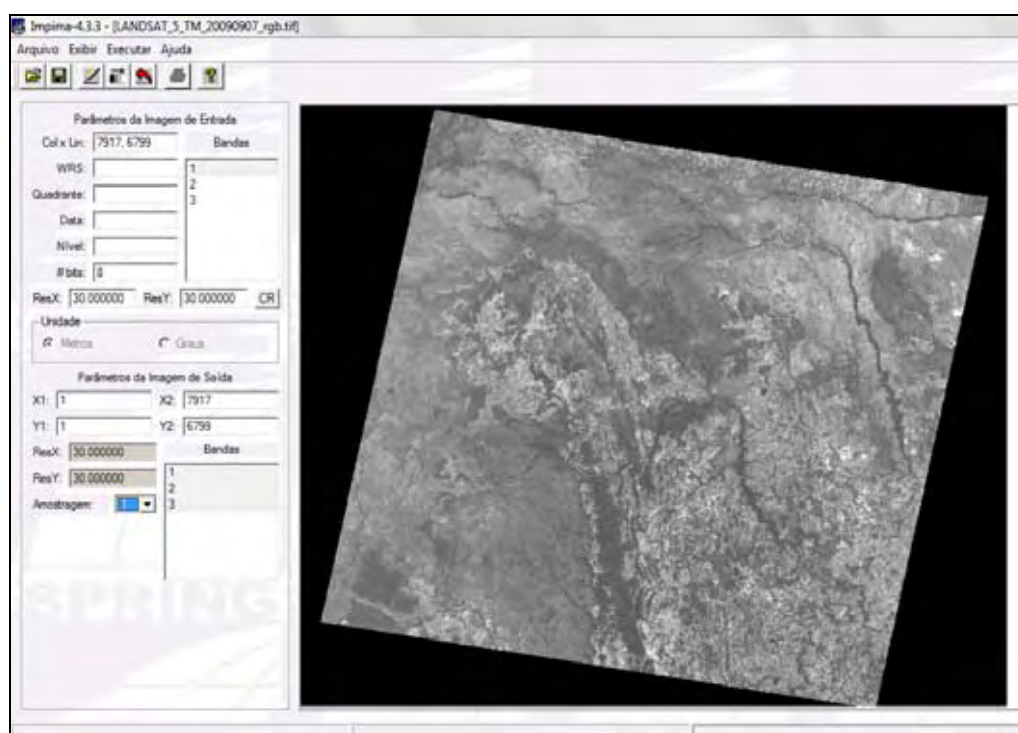 Impima-4.3.3 - [LANDSAT_5_TM_20090907_rgb.tif]
Arquivo Exibir Executar Ajuda
Parâmetros da Imagem de Entrada
Col x Lin: 7917, 6799 Bandas
WRS: 1
2
Quadrante: 3
Data:
Nível:
# bits: 8
ResX: 30.000000 ResY: 30.000000 CR
Unidade
Metros Graus
Parâmetros da Imagem de Saída
X1: 1 X2: 7917
Y1: 1 Y2: 6799
ResX: 30.000000 Bandas
ResY: 30.000000 1
2
Amostragem: 1 3
SPRING